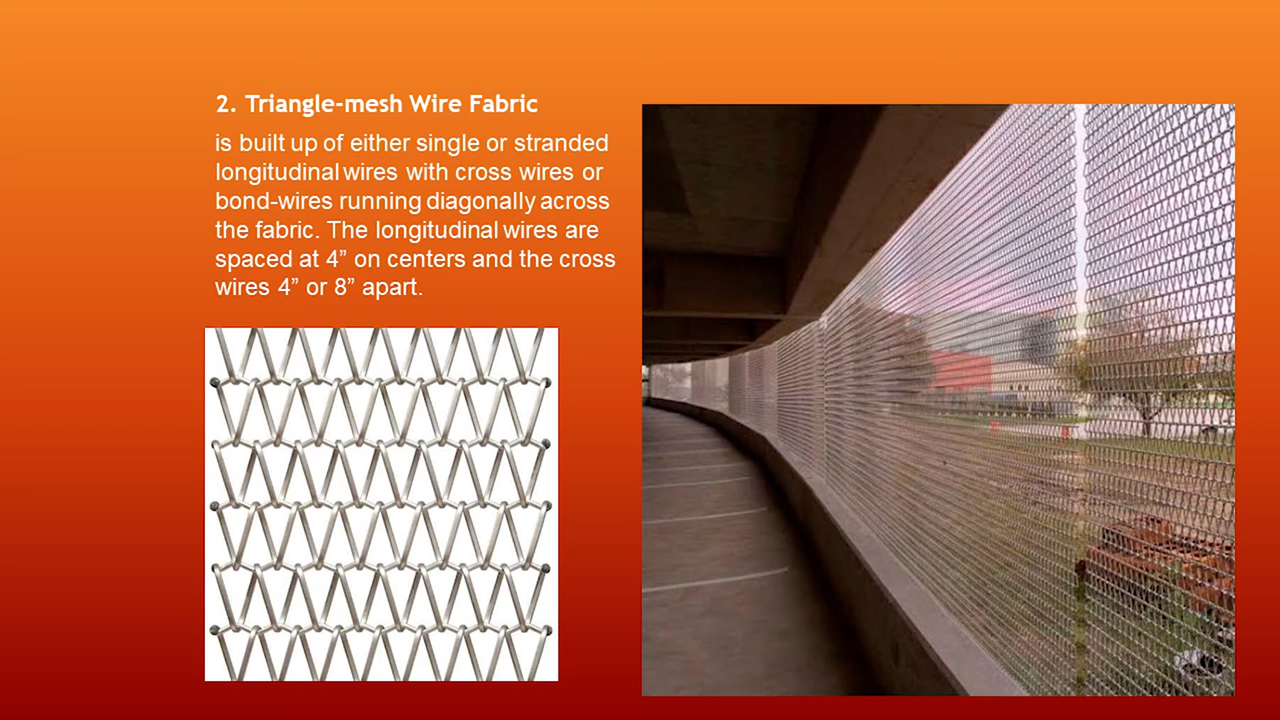 2. Triangle-mesh Wire Fabric
is built up of either single or stranded
longitudinal wires with cross wires or
bond-wires running diagonally across
the fabric. The longitudinal wires are
spaced at 4” on centers and the cross
wires 4” or 8” apart.